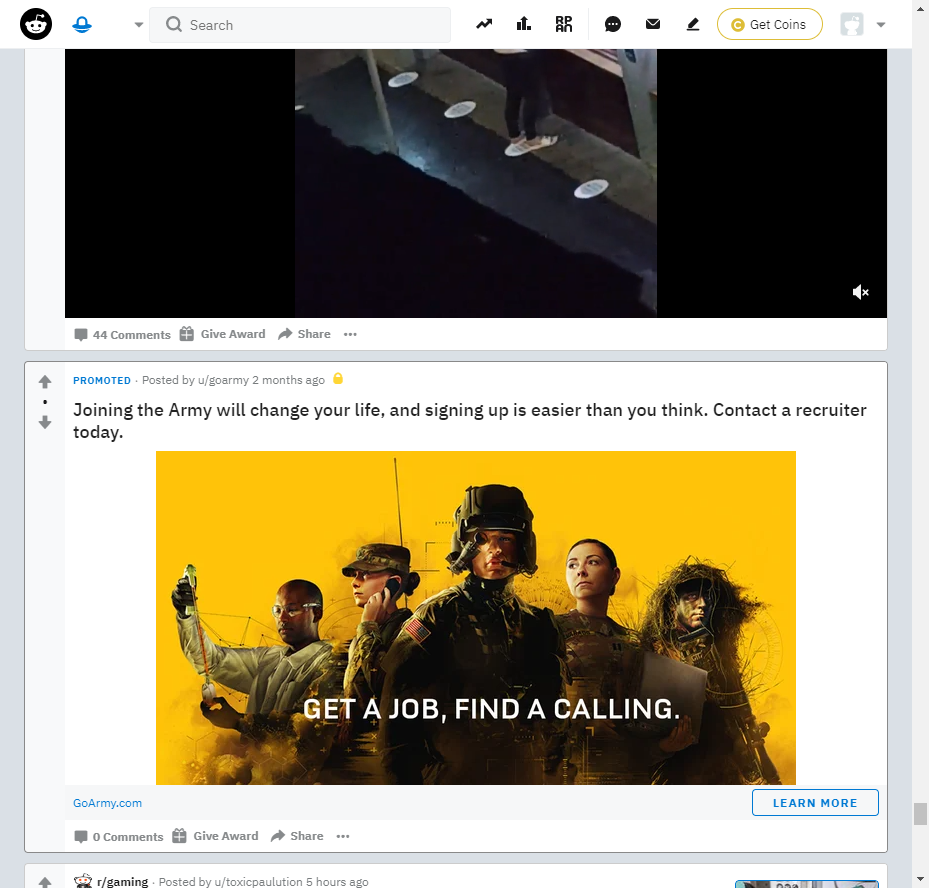 Search
RP
AN
Get Coins
44 Comments Give Award Share
PROMOTED · Posted by u/goarmy 2 months ago
Joining the Army will change your life, and signing up is easier than you think. Contact a recruiter
today.
GET A JOB, FIND A CALLING.
GoArmy.com
LEARN MORE
0 Comments Give Award Share
r/gaming · Posted by u/toxicpaulution 5 hours ago